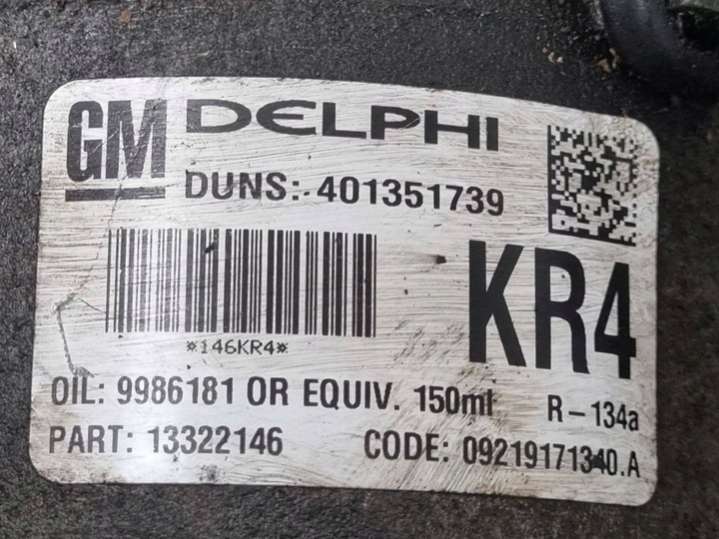 GM DELPHI
DUNS: 401351739
*146KR4*
KR4
OIL: 9986181 OR EQUIV. 150ml R-134a
PART: 13322146 CODE: 09219171340.A